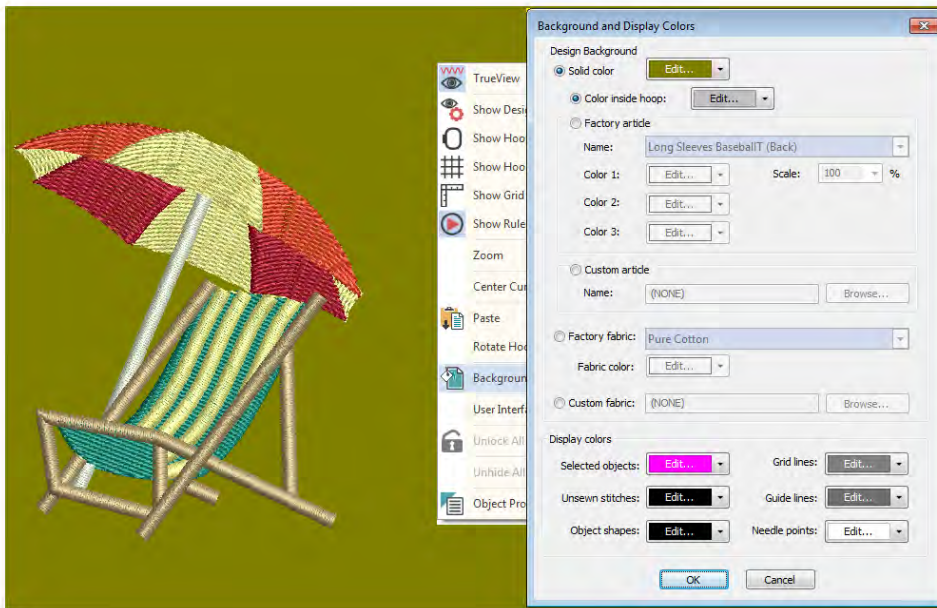 TrueView
Show Desi
Show Hoo
Show Hoo
Show Grid
Show Rule
Zoom
Center Cur
Paste
Rotate Hoo
Backgroun
User Interfa
Unlock All
Unhide All
Object Pro
Background and Display Colors
Design Background
Solid color Edit...
Color inside hoop: Edit...
Factory article
Name: Long Sleeves BaseballT (Back)
Color 1: Edit... Scale: 100 %
Color 2: Edit...
Color 3: Edit...
Custom article
Name: (NONE) Browse...
Factory fabric: Pure Cotton
Fabric color: Edit...
Custom fabric: (NONE) Browse...
Display colors
Selected objects: Edit... Grid lines: Edit...
Unsewn stitches: Edit... Guide lines: Edit...
Object shapes: Edit... Needle points: Edit...
OK Cancel